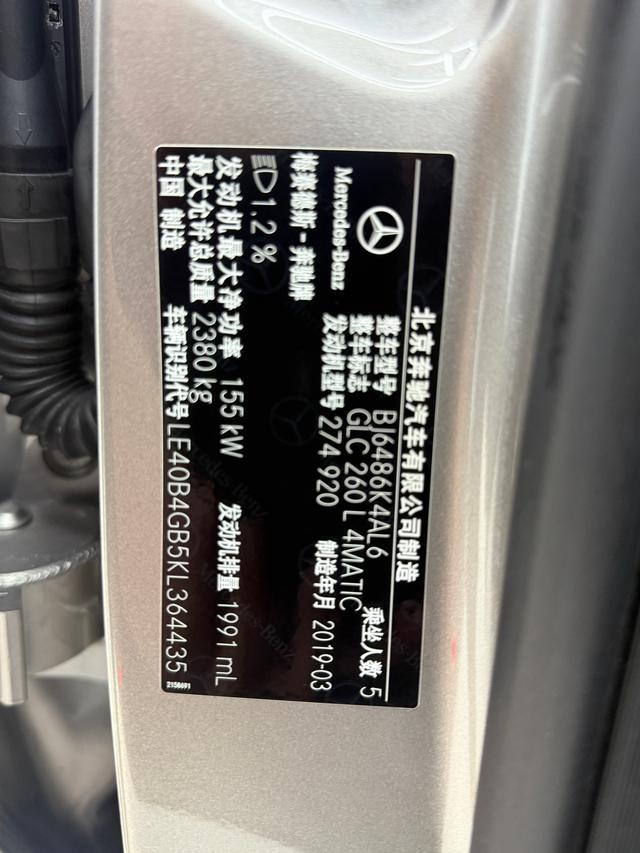 北京奔驰汽车有限公司制造
Mercedes-Benz
梅赛德斯-奔驰牌
整车型号 BJ6486K4AL6 乘坐人数 5
整车标志 GLC 260 L 4MATIC
发动机型号 274 920 制造年月 2019-03
1.2 %
发动机最大净功率 155 kW 发动机排量 1991 mL
最大允许总质量 2380 kg
中国 制造 车辆识别代号 LE40B4GB5KL364435
2158691